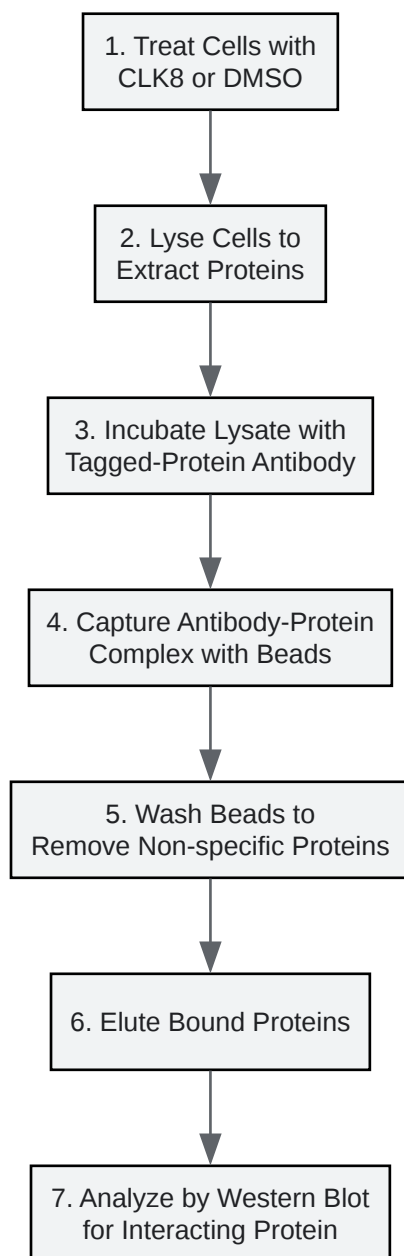 1. Treat Cells with
CLK8 or DMSO
2. Lyse Cells to
Extract Proteins
3. Incubate Lysate with
Tagged-Protein Antibody
4. Capture Antibody-Protein
Complex with Beads
5. Wash Beads to
Remove Non-specific Proteins
6. Elute Bound Proteins
7. Analyze by Western Blot
for Interacting Protein